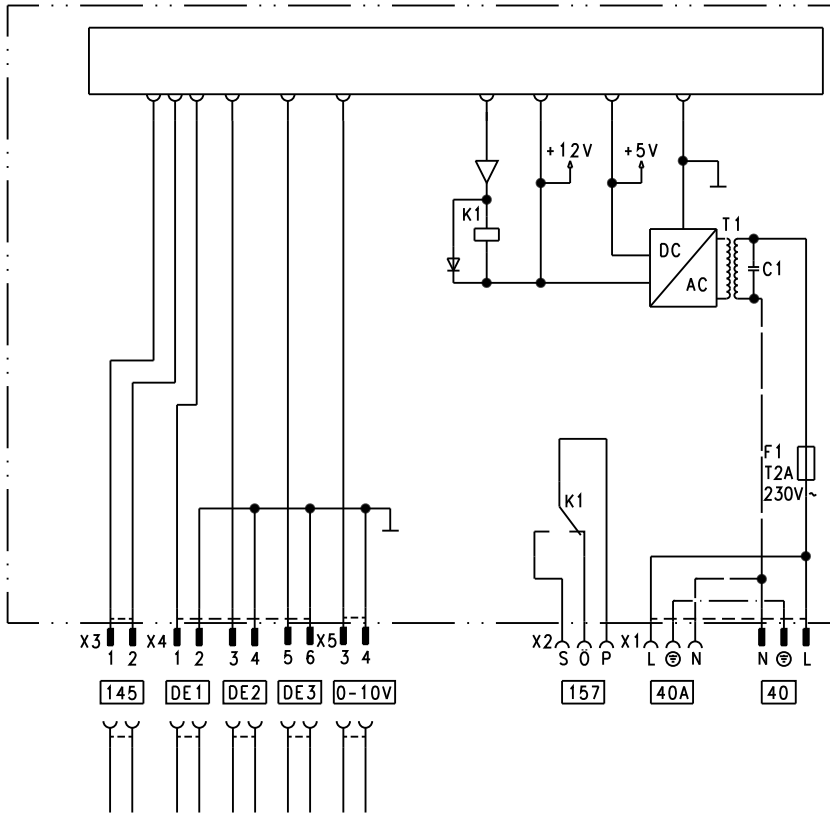 +12V
+5V
K1
T1
DC
AC
C1
F1
T2A
230V~
K1
X3
X4
X5
X2
X1
1 2 1 2 3 4 5 6 3 4
S Ö P L N N L
145
DE1
DE2
DE3
0-10V
157
40A
40